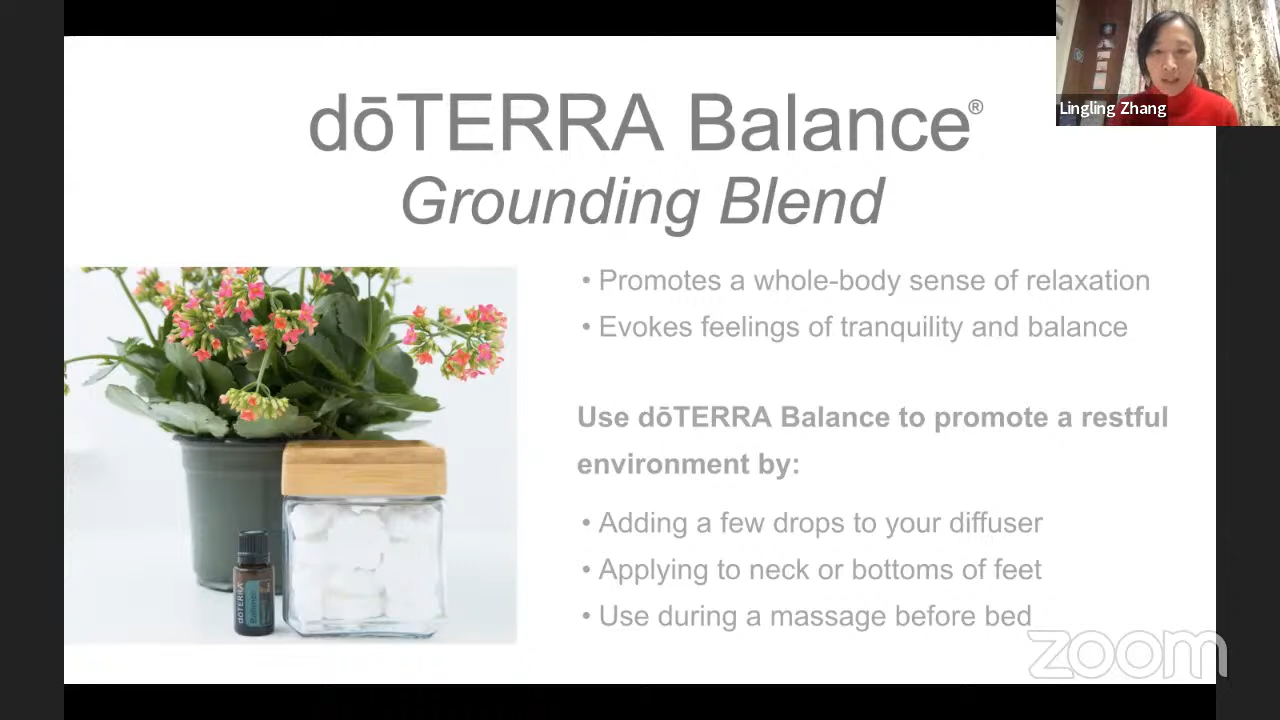 dōTERRA Balance®
Grounding Blend
Lingling Zhang
• Promotes a whole-body sense of relaxation
• Evokes feelings of tranquility and balance
Use dōTERRA Balance to promote a restful
environment by:
• Adding a few drops to your diffuser
• Applying to neck or bottoms of feet
• Use during a massage before bed
dōTERRA
Balance
zoom